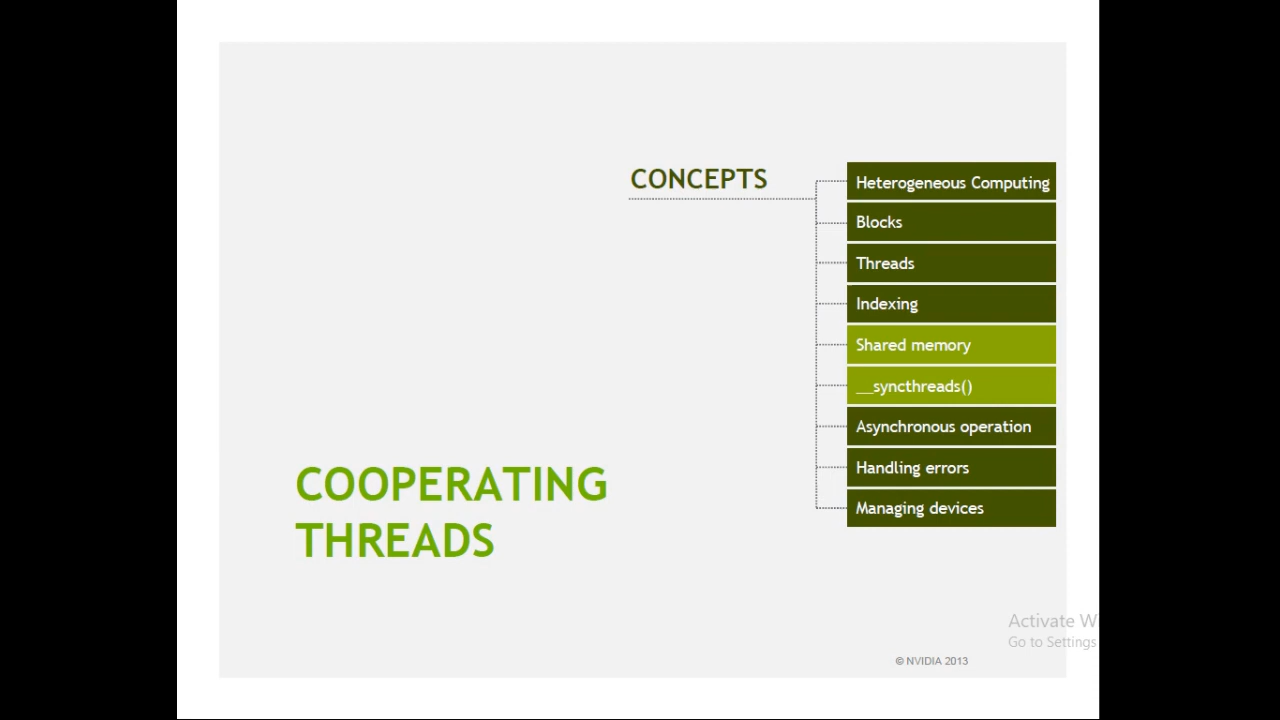 CONCEPTS
Heterogeneous Computing
Blocks
Threads
Indexing
Shared memory
__syncthreads()
Asynchronous operation
Handling errors
Managing devices
COOPERATING
THREADS
Activate W
Go to Settings
© NVIDIA 2013